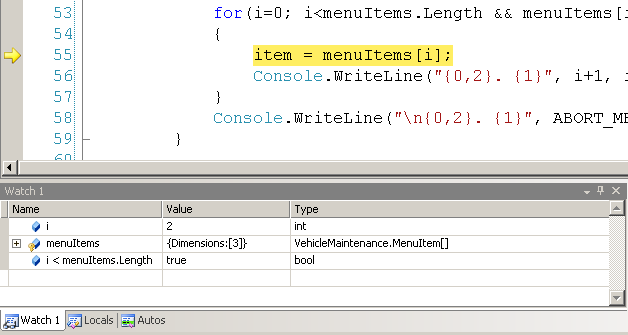 53 for(i=0; i<menuItems.Length && menuItems[i
54 {
55 item = menuItems[i];
56 Console.WriteLine("{0,2}. {1}", i+1, i
57 }
58 Console.WriteLine("\n{0,2}. {1}", ABORT_ME
59 }
60
Watch 1
Name Value Type
i 2 int
menuItems {Dimensions:[3]} VehicleMaintenance.MenuItem[]
i < menuItems.Length true bool
Watch 1 Locals Autos